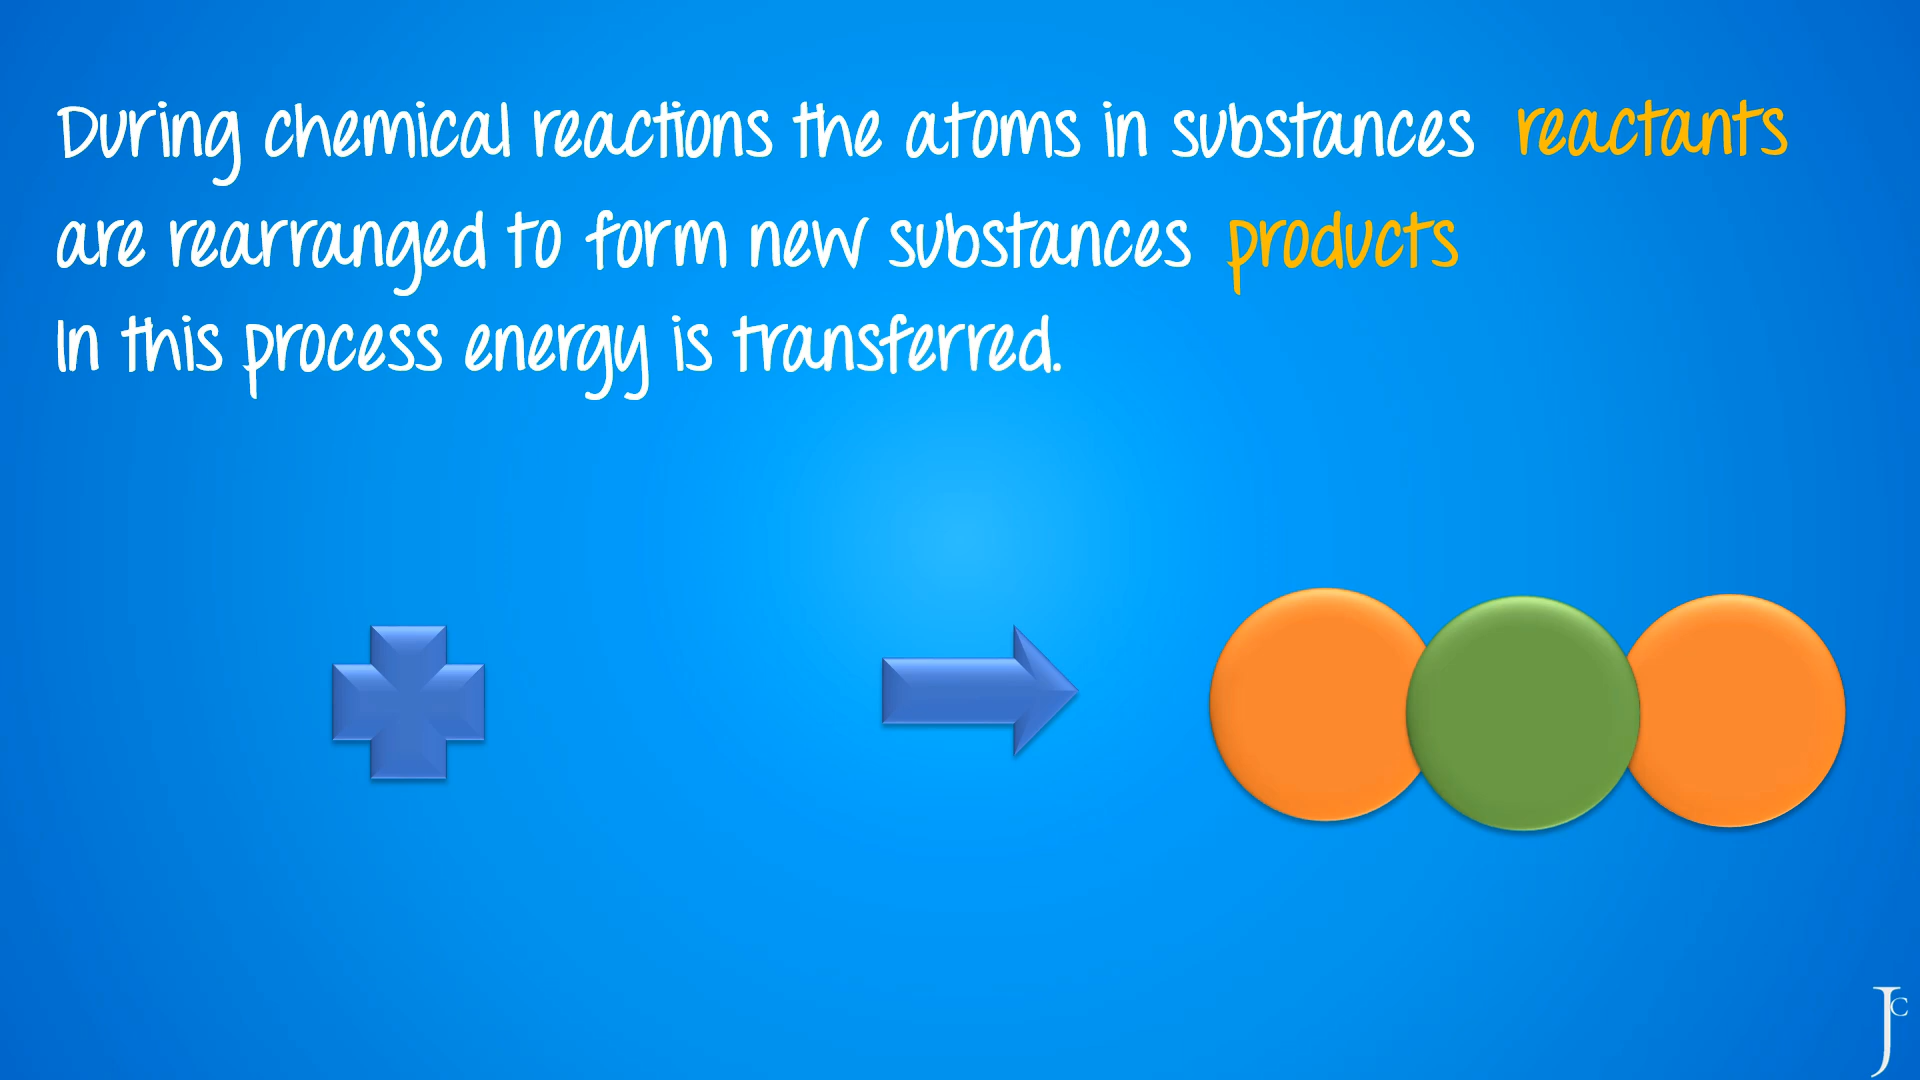 During chemical reactions the atoms in substances reactants
are rearranged to form new substances products
In this process energy is transferred.
JC